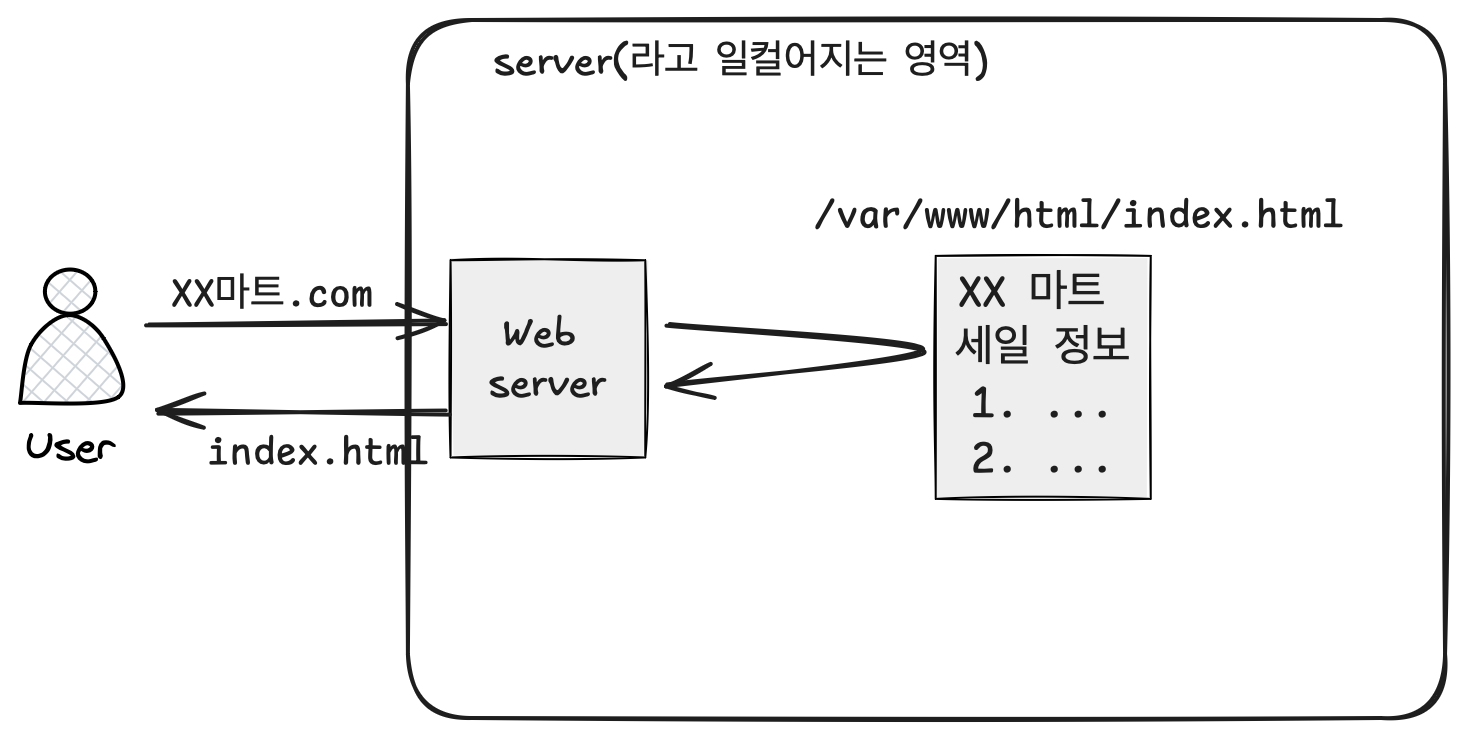 server(라고 일컬어지는 영역)
/var/www/html/index.html
XX마트.com
Web
server
index.html
User
XX 마트
세일 정보
1. ...
2. ...